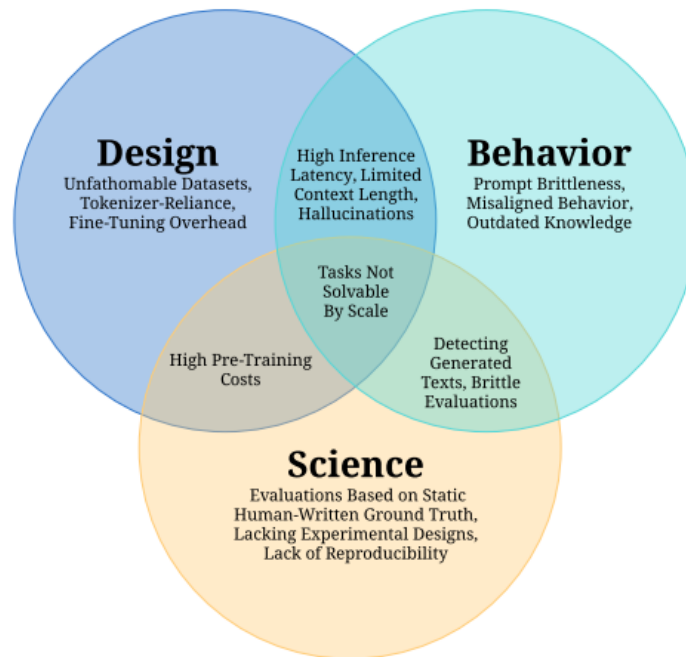 Design
Unfathomable Datasets,
Tokenizer-Reliance,
Fine-Tuning Overhead
High Inference
Latency, Limited
Context Length,
Hallucinations
Behavior
Prompt Brittleness,
Misaligned Behavior,
Outdated Knowledge
Tasks Not
Solvable
By Scale
High Pre-Training
Costs
Detecting
Generated
Texts, Brittle
Evaluations
Science
Evaluations Based on Static
Human-Written Ground Truth,
Lacking Experimental Designs,
Lack of Reproducibility